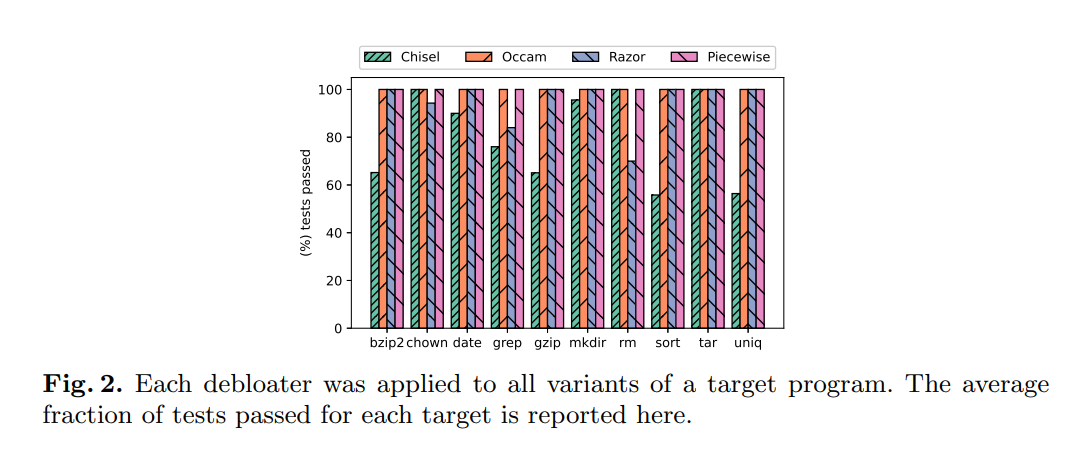 Chisel Occam Razor Piecewise
100
80
60
40
20
0
(%) tests passed
bzip2 chown date grep gzip mkdir rm sort tar uniq
Fig. 2. Each debloater was applied to all variants of a target program. The average
fraction of tests passed for each target is reported here.